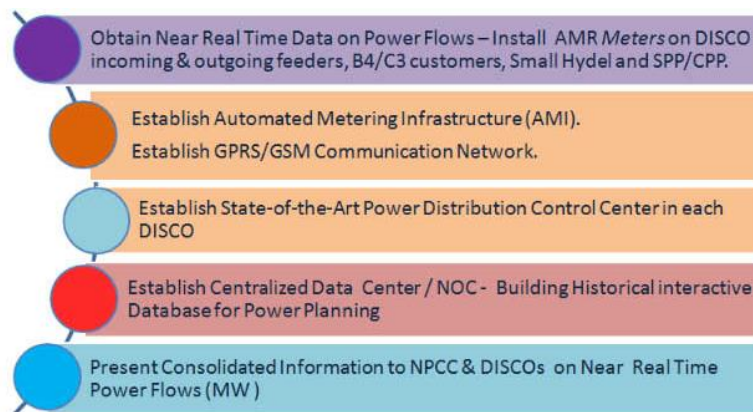 Obtain Near Real Time Data on Power Flows – Install AMR Meters on DISCO
incoming & outgoing feeders, B4/C3 customers, Small Hydel and SPP/CPP.
Establish Automated Metering Infrastructure (AMI).
Establish GPRS/GSM Communication Network.
Establish State-of-the-Art Power Distribution Control Center in each
DISCO
Establish Centralized Data Center / NOC - Building Historical interactive
Database for Power Planning
Present Consolidated Information to NPCC & DISCOs on Near Real Time
Power Flows (MW )